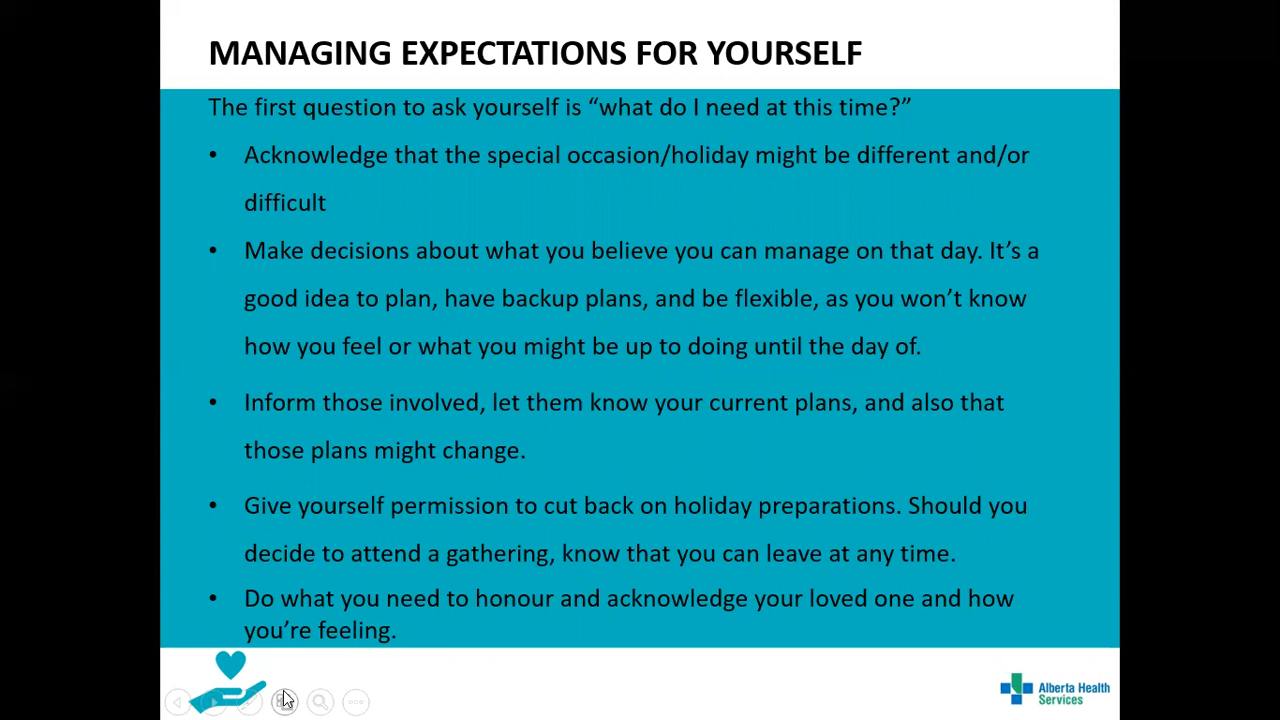 MANAGING EXPECTATIONS FOR YOURSELF
The first question to ask yourself is “what do I need at this time?”
• Acknowledge that the special occasion/holiday might be different and/or
difficult
• Make decisions about what you believe you can manage on that day. It’s a
good idea to plan, have backup plans, and be flexible, as you won’t know
how you feel or what you might be up to doing until the day of.
• Inform those involved, let them know your current plans, and also that
those plans might change.
• Give yourself permission to cut back on holiday preparations. Should you
decide to attend a gathering, know that you can leave at any time.
• Do what you need to honour and acknowledge your loved one and how
you’re feeling.
Alberta Health
Services